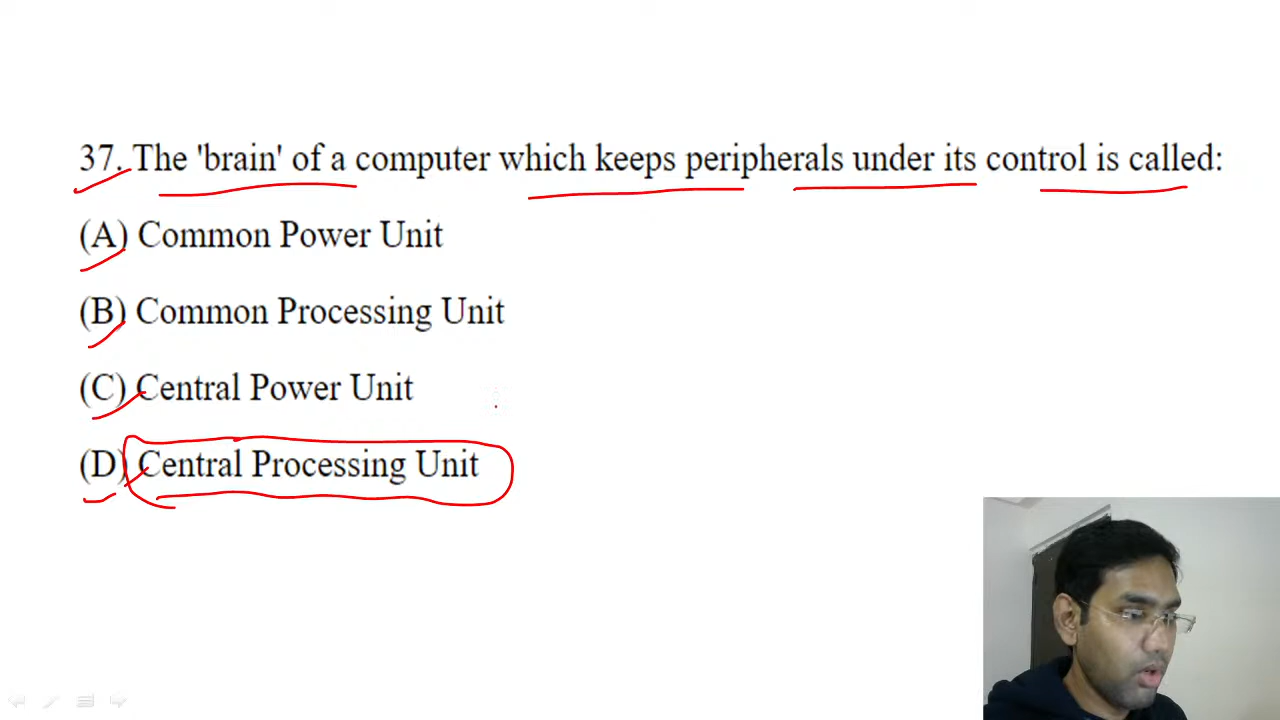 37. The 'brain' of a computer which keeps peripherals under its control is called:
(A) Common Power Unit
(B) Common Processing Unit
(C) Central Power Unit
(D) Central Processing Unit